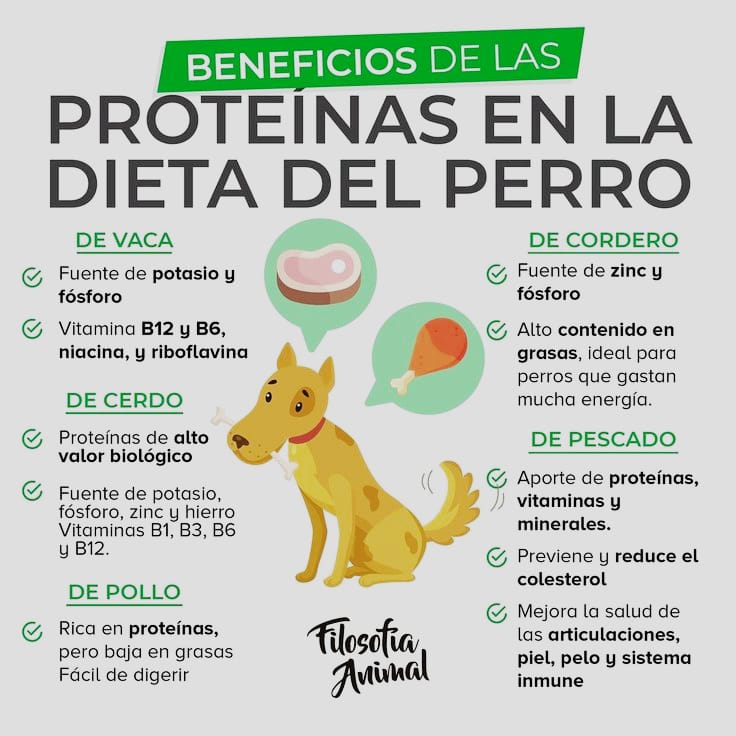 BENEFICIOS DE LAS
PROTEÍNAS EN LA
DIETA DEL PERRO
DE VACA
Fuente de potasio y
fósforo
Vitamina B12 y B6,
niacina, y riboflavina
DE CERDO
Proteínas de alto
valor biológico
Fuente de potasio,
fósforo, zinc y hierro
Vitaminas B1, B3, B6
y B12.
DE POLLO
Rica en proteínas,
pero baja en grasas
Fácil de digerir
DE CORDERO
Fuente de zinc y
fósforo
Alto contenido en
grasas, ideal para
perros que gastan
mucha energía.
DE PESCADO
Aporte de proteínas,
vitaminas y
minerales.
Previene y reduce el
colesterol
Mejora la salud de
las articulaciones,
piel, pelo y sistema
inmune
Filosofia
Animal